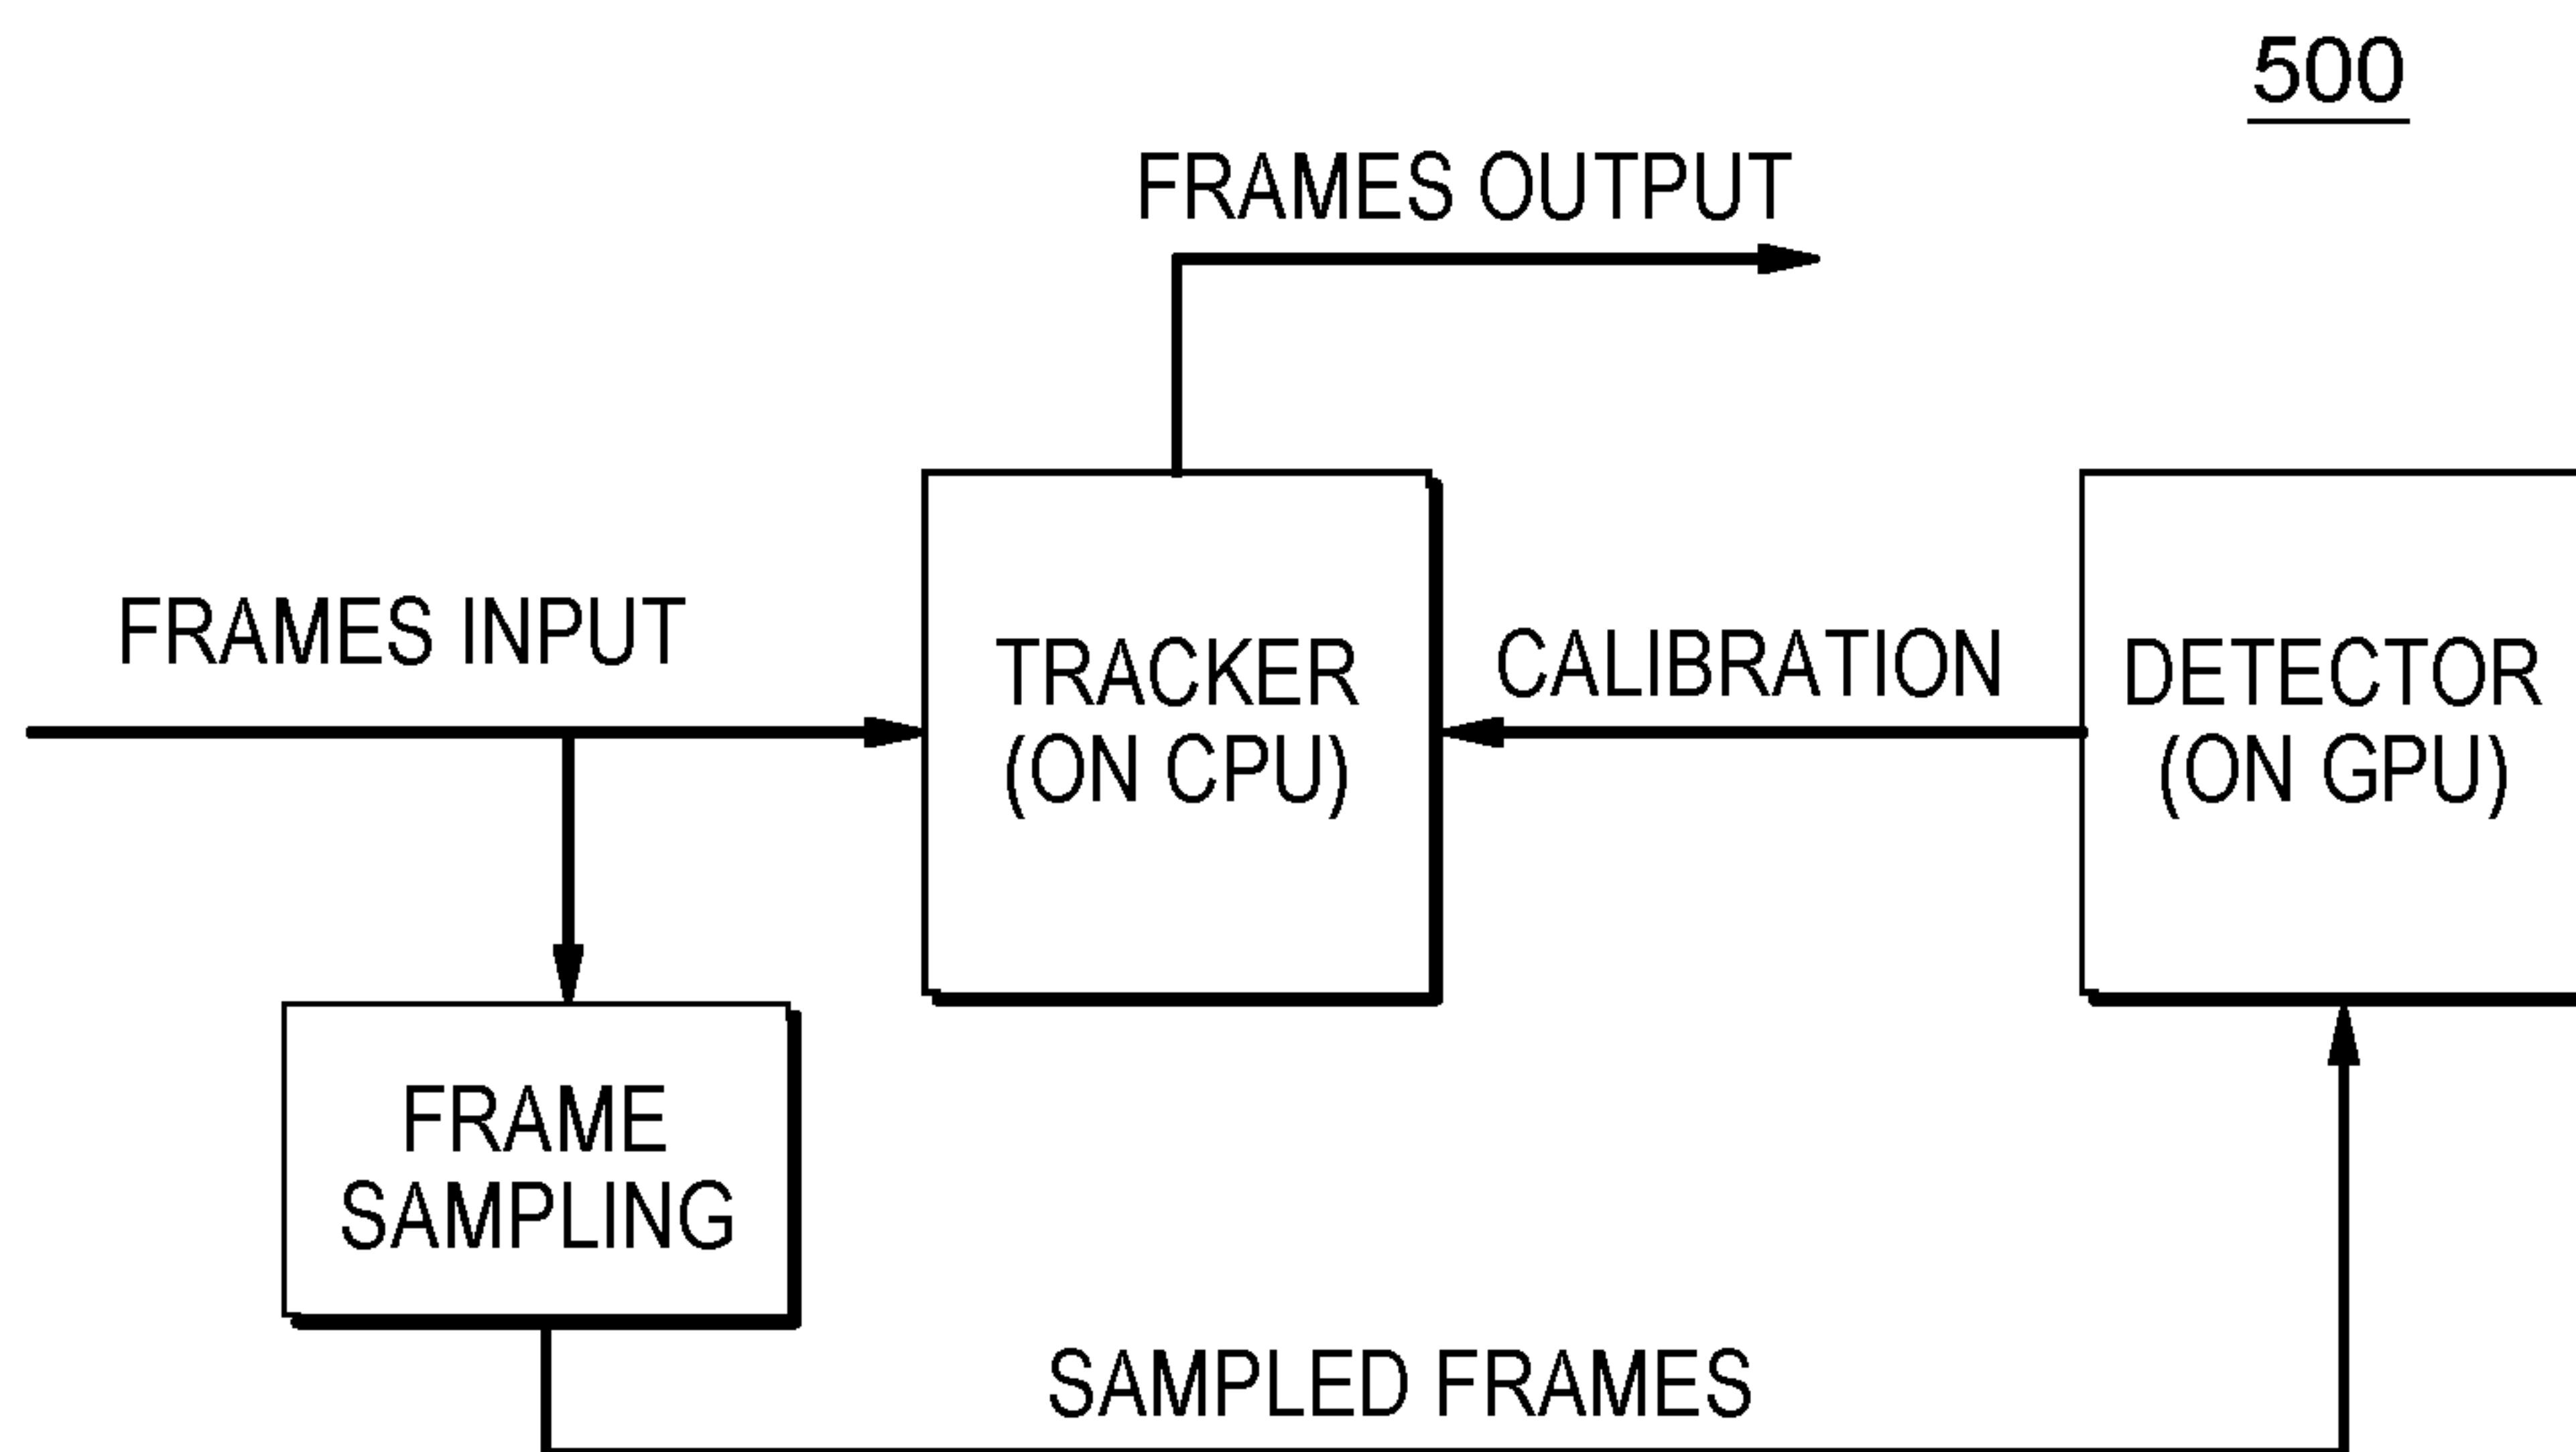 500
FRAMES OUTPUT
FRAMES INPUT
TRACKER
(ON CPU)
CALIBRATION
DETECTOR
(ON GPU)
FRAME
SAMPLING
SAMPLED FRAMES